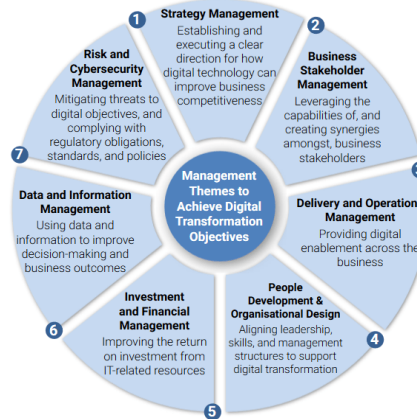 1
Strategy Management
Establishing and
executing a clear
direction for how
digital technology can
improve business
competitiveness
2
Business
Stakeholder
Management
Leveraging the
capabilities of, and
creating synergies
amongst, business
stakeholders
Delivery and Operation
Management
Providing digital
enablement across the
business
4
People
Development &
Organisational Design
Aligning leadership,
skills, and management
structures to support
digital transformation
5
Investment
and Financial
Management
Improving the return
on investment from
IT-related resources
6
Data and Information
Management
Using data and
information to improve
decision-making and
business outcomes
7
Risk and
Cybersecurity
Management
Mitigating threats to
digital objectives, and
complying with
regulatory obligations,
standards, and policies
Management
Themes to
Achieve Digital
Transformation
Objectives